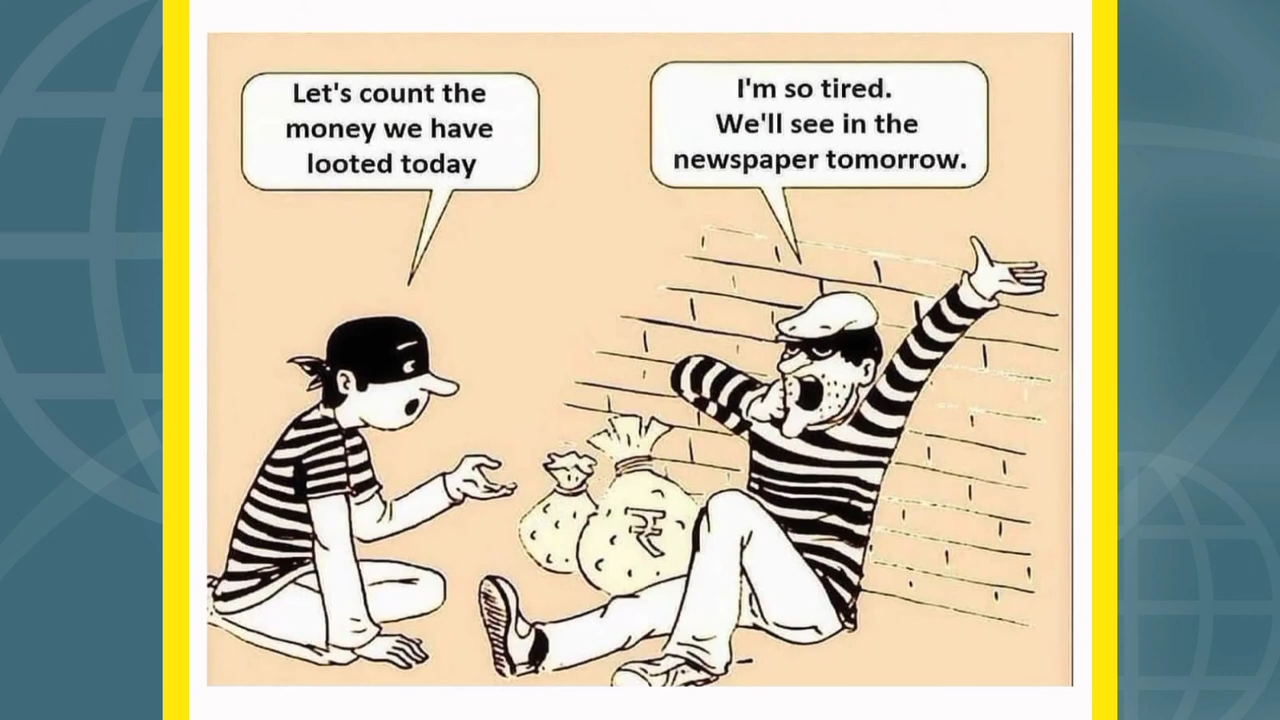 Let's count the
money we have
looted today
I'm so tired.
We'll see in the
newspaper tomorrow.
₹